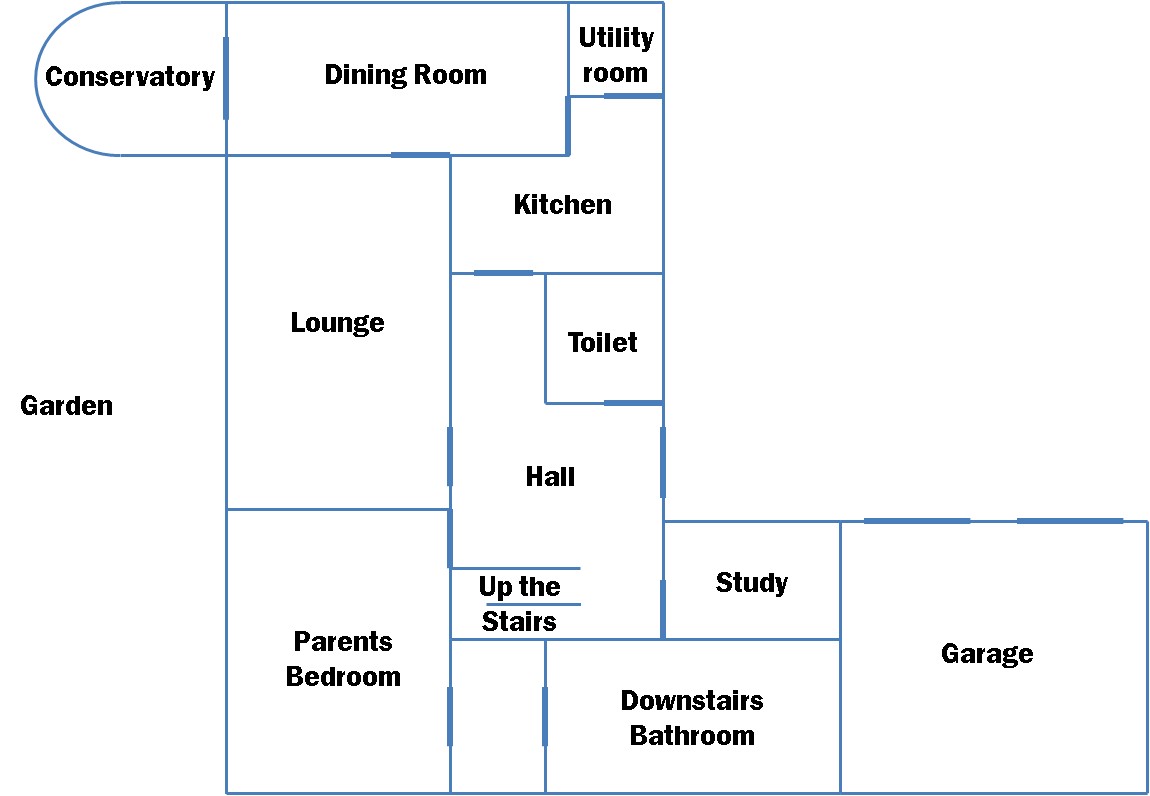 Conservatory
Dining Room
Utility
room
Kitchen
Lounge
Toilet
Garden
Hall
Up the
Stairs
Study
Parents
Bedroom
Downstairs
Bathroom
Garage